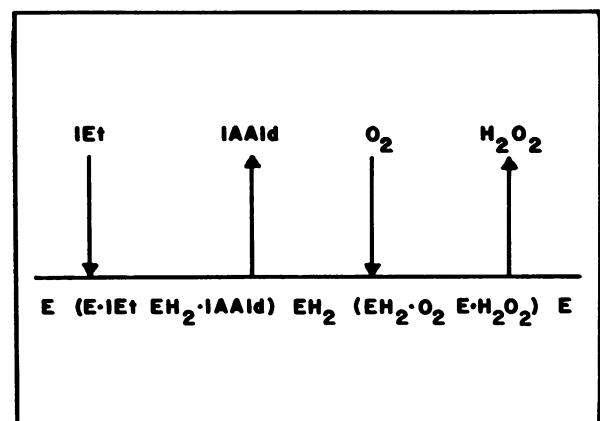 IEt IAAld O₂ H₂O₂
E (E·IEt EH₂·IAAld) EH₂ (EH₂·O₂ E·H₂O₂) E